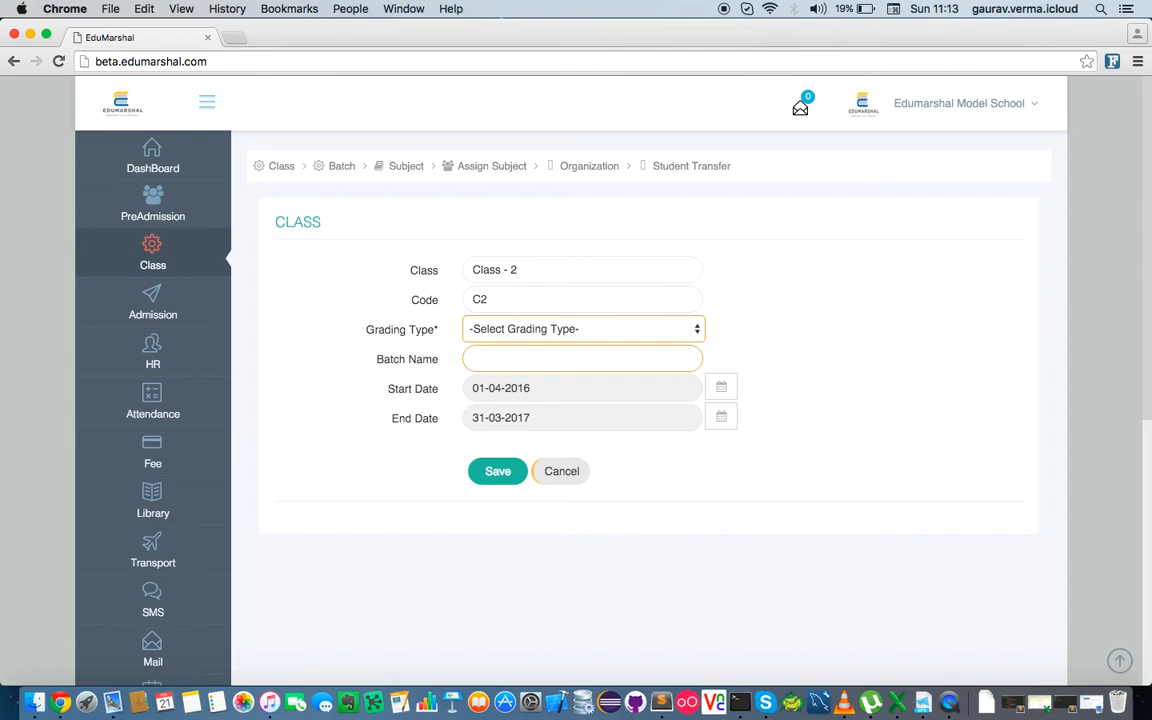 Chrome File Edit View History Bookmarks People Window Help 19% Sun 11:13 gaurav.verma.icloud
EduMarshal
beta.edumarshal.com
EDUMARSHAL
0
EDUMARSHAL
Edumarshal Model School
DashBoard
PreAdmission
Class
Admission
HR
Attendance
Fee
Library
Transport
SMS
Mail
Class > Batch > Subject > Assign Subject > Organization > Student Transfer
CLASS
Class Class - 2
Code C2
Grading Type* -Select Grading Type-
Batch Name
Start Date 01-04-2016
End Date 31-03-2017
Save Cancel